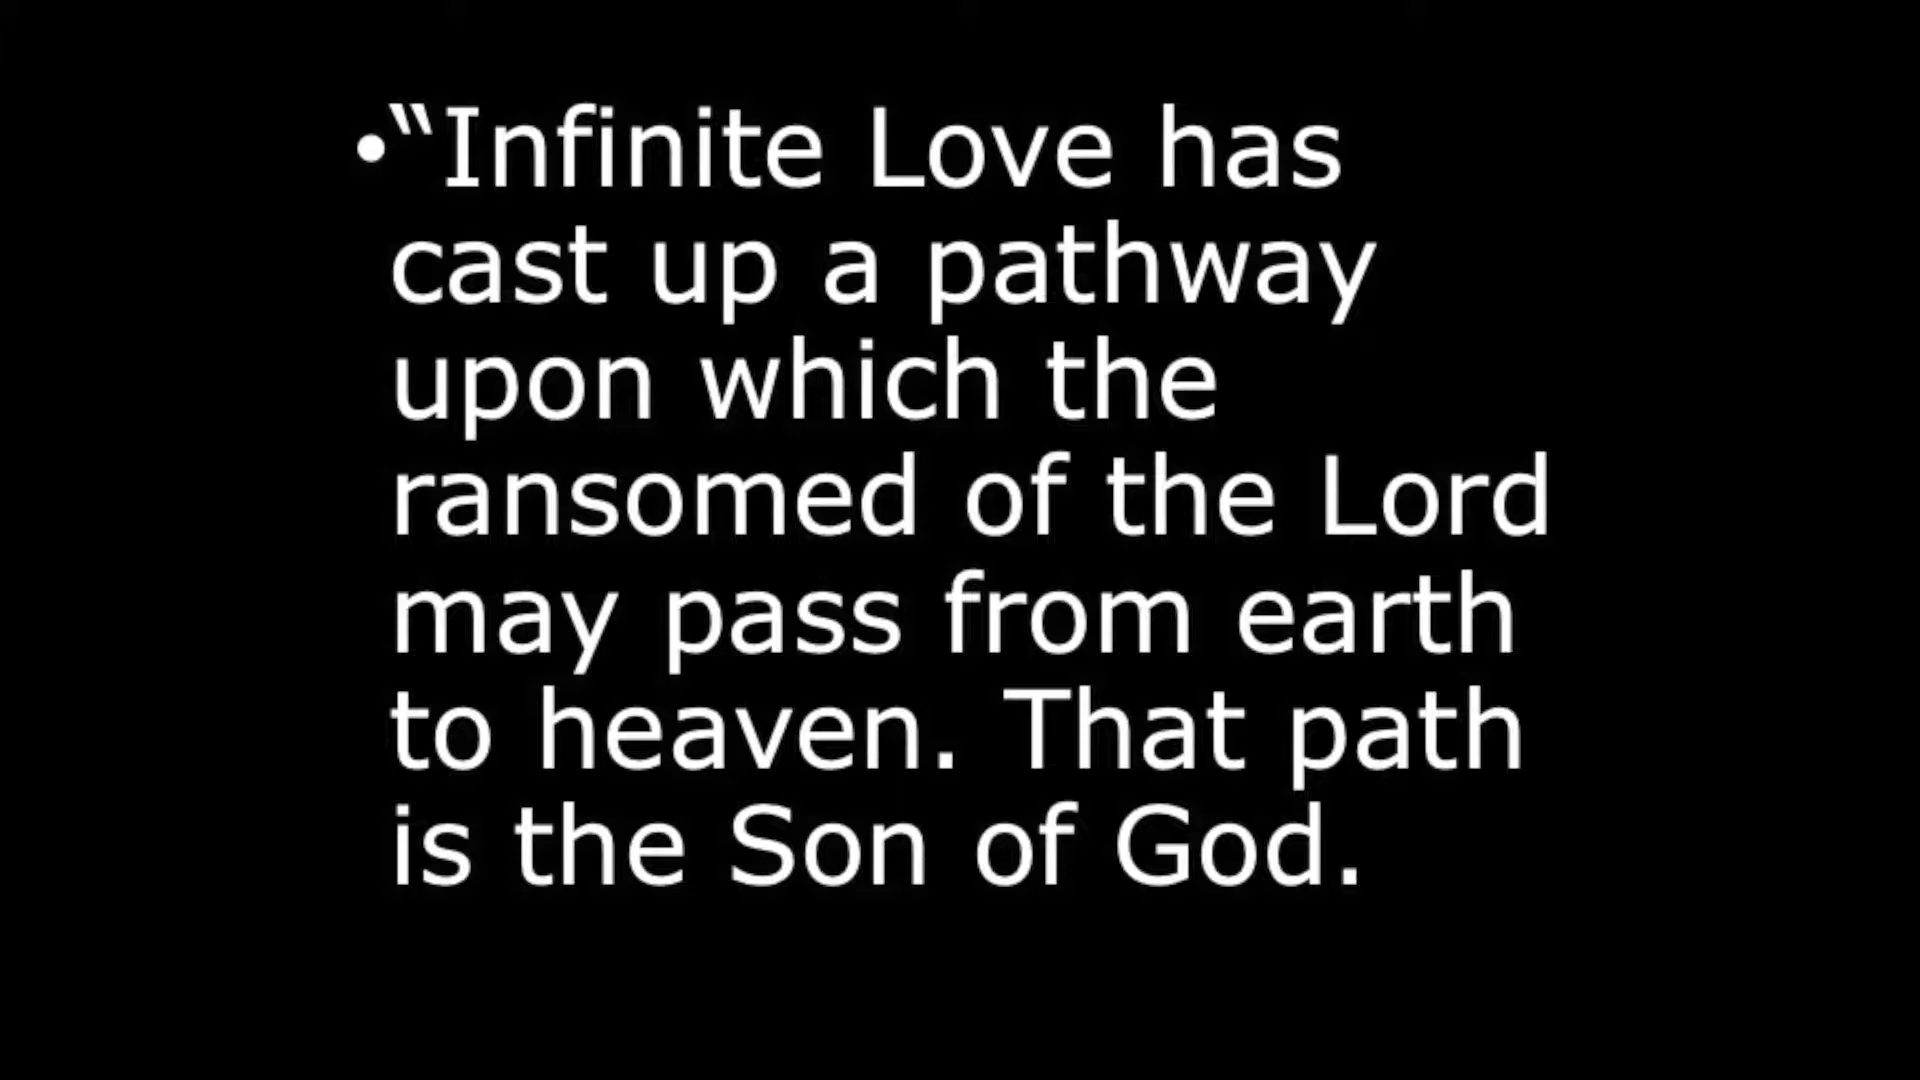 •“Infinite Love has
cast up a pathway
upon which the
ransomed of the Lord
may pass from earth
to heaven. That path
is the Son of God.